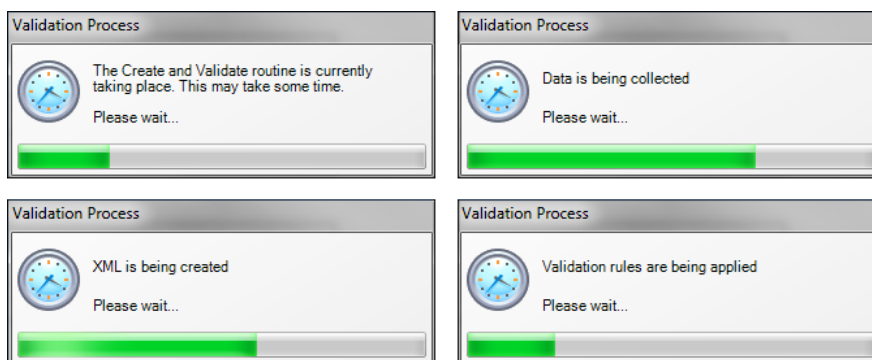 Validation Process
The Create and Validate routine is currently
taking place. This may take some time.
Please wait...
Validation Process
Data is being collected
Please wait...
Validation Process
XML is being created
Please wait...
Validation Process
Validation rules are being applied
Please wait...